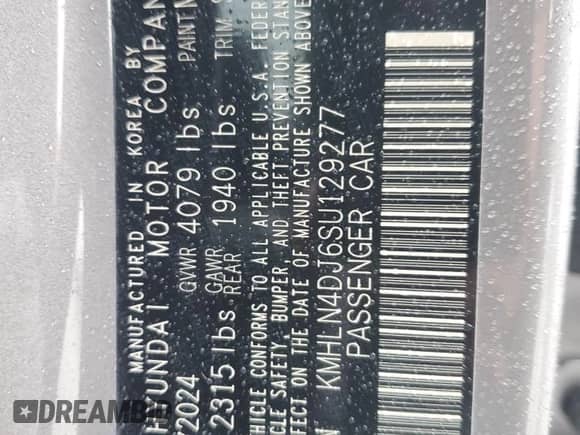 MANUFACTURED IN KOREA BY
HYUNDAI MOTOR COMPANY
/2024 GVWR 4079 lbs PAINT
2315 lbs GAWR REAR 1940 lbs TRIM
VEHICLE CONFORMS TO ALL APPLICABLE U.S.A. FEDER
CLE SAFETY, BUMPER, AND THEFT PREVENTION STAN
EFFECT ON THE DATE OF MANUFACTURE SHOWN ABOVE
KMHLN4DJ6SU129277
PASSENGER CAR
DREAMBID